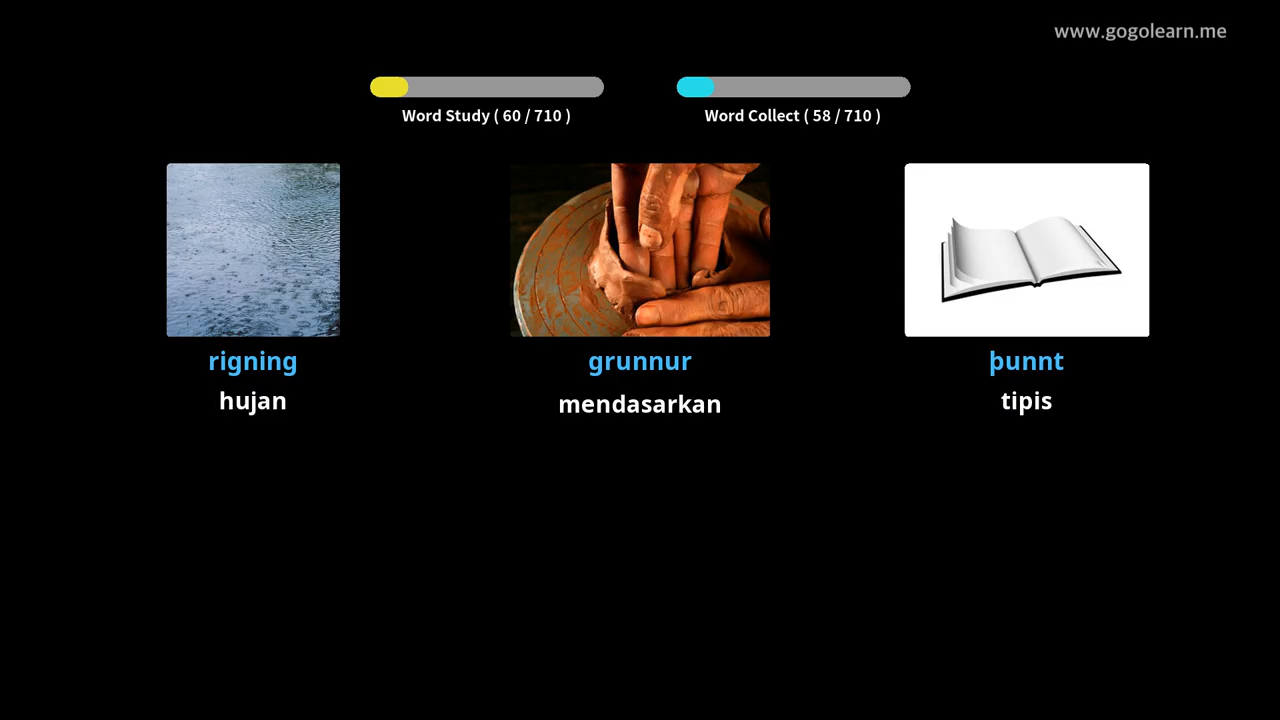 www.gogolearn.me
Word Study ( 60 / 710 )
Word Collect ( 58 / 710 )
rigning
hujan
grunnur
mendasarkan
þunnt
tipis